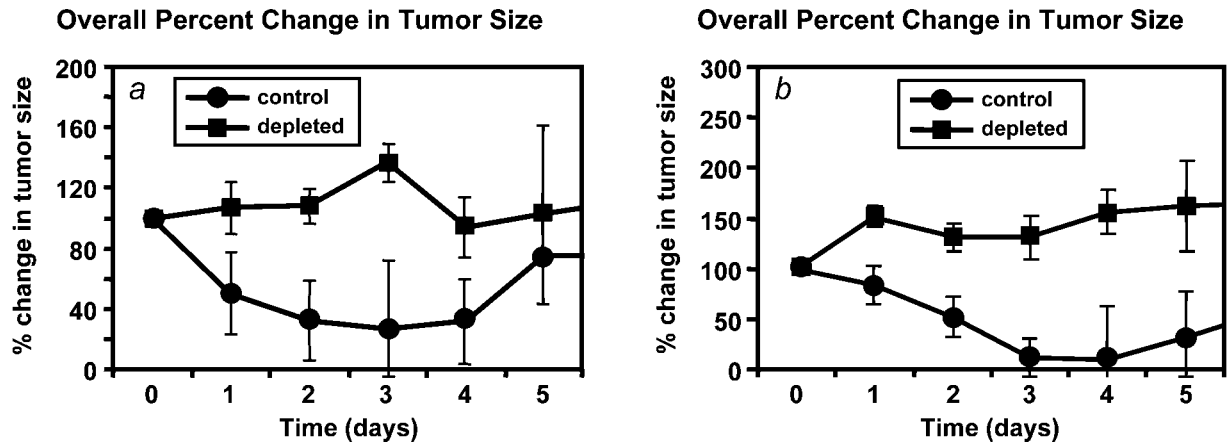 Overall Percent Change in Tumor Size
% change in tumor size
200
160
120
80
40
0
a
control
depleted
0 1 2 3 4 5
Time (days)
Overall Percent Change in Tumor Size
% change in tumor size
300
250
200
150
100
50
0
b
control
depleted
0 1 2 3 4 5
Time (days)